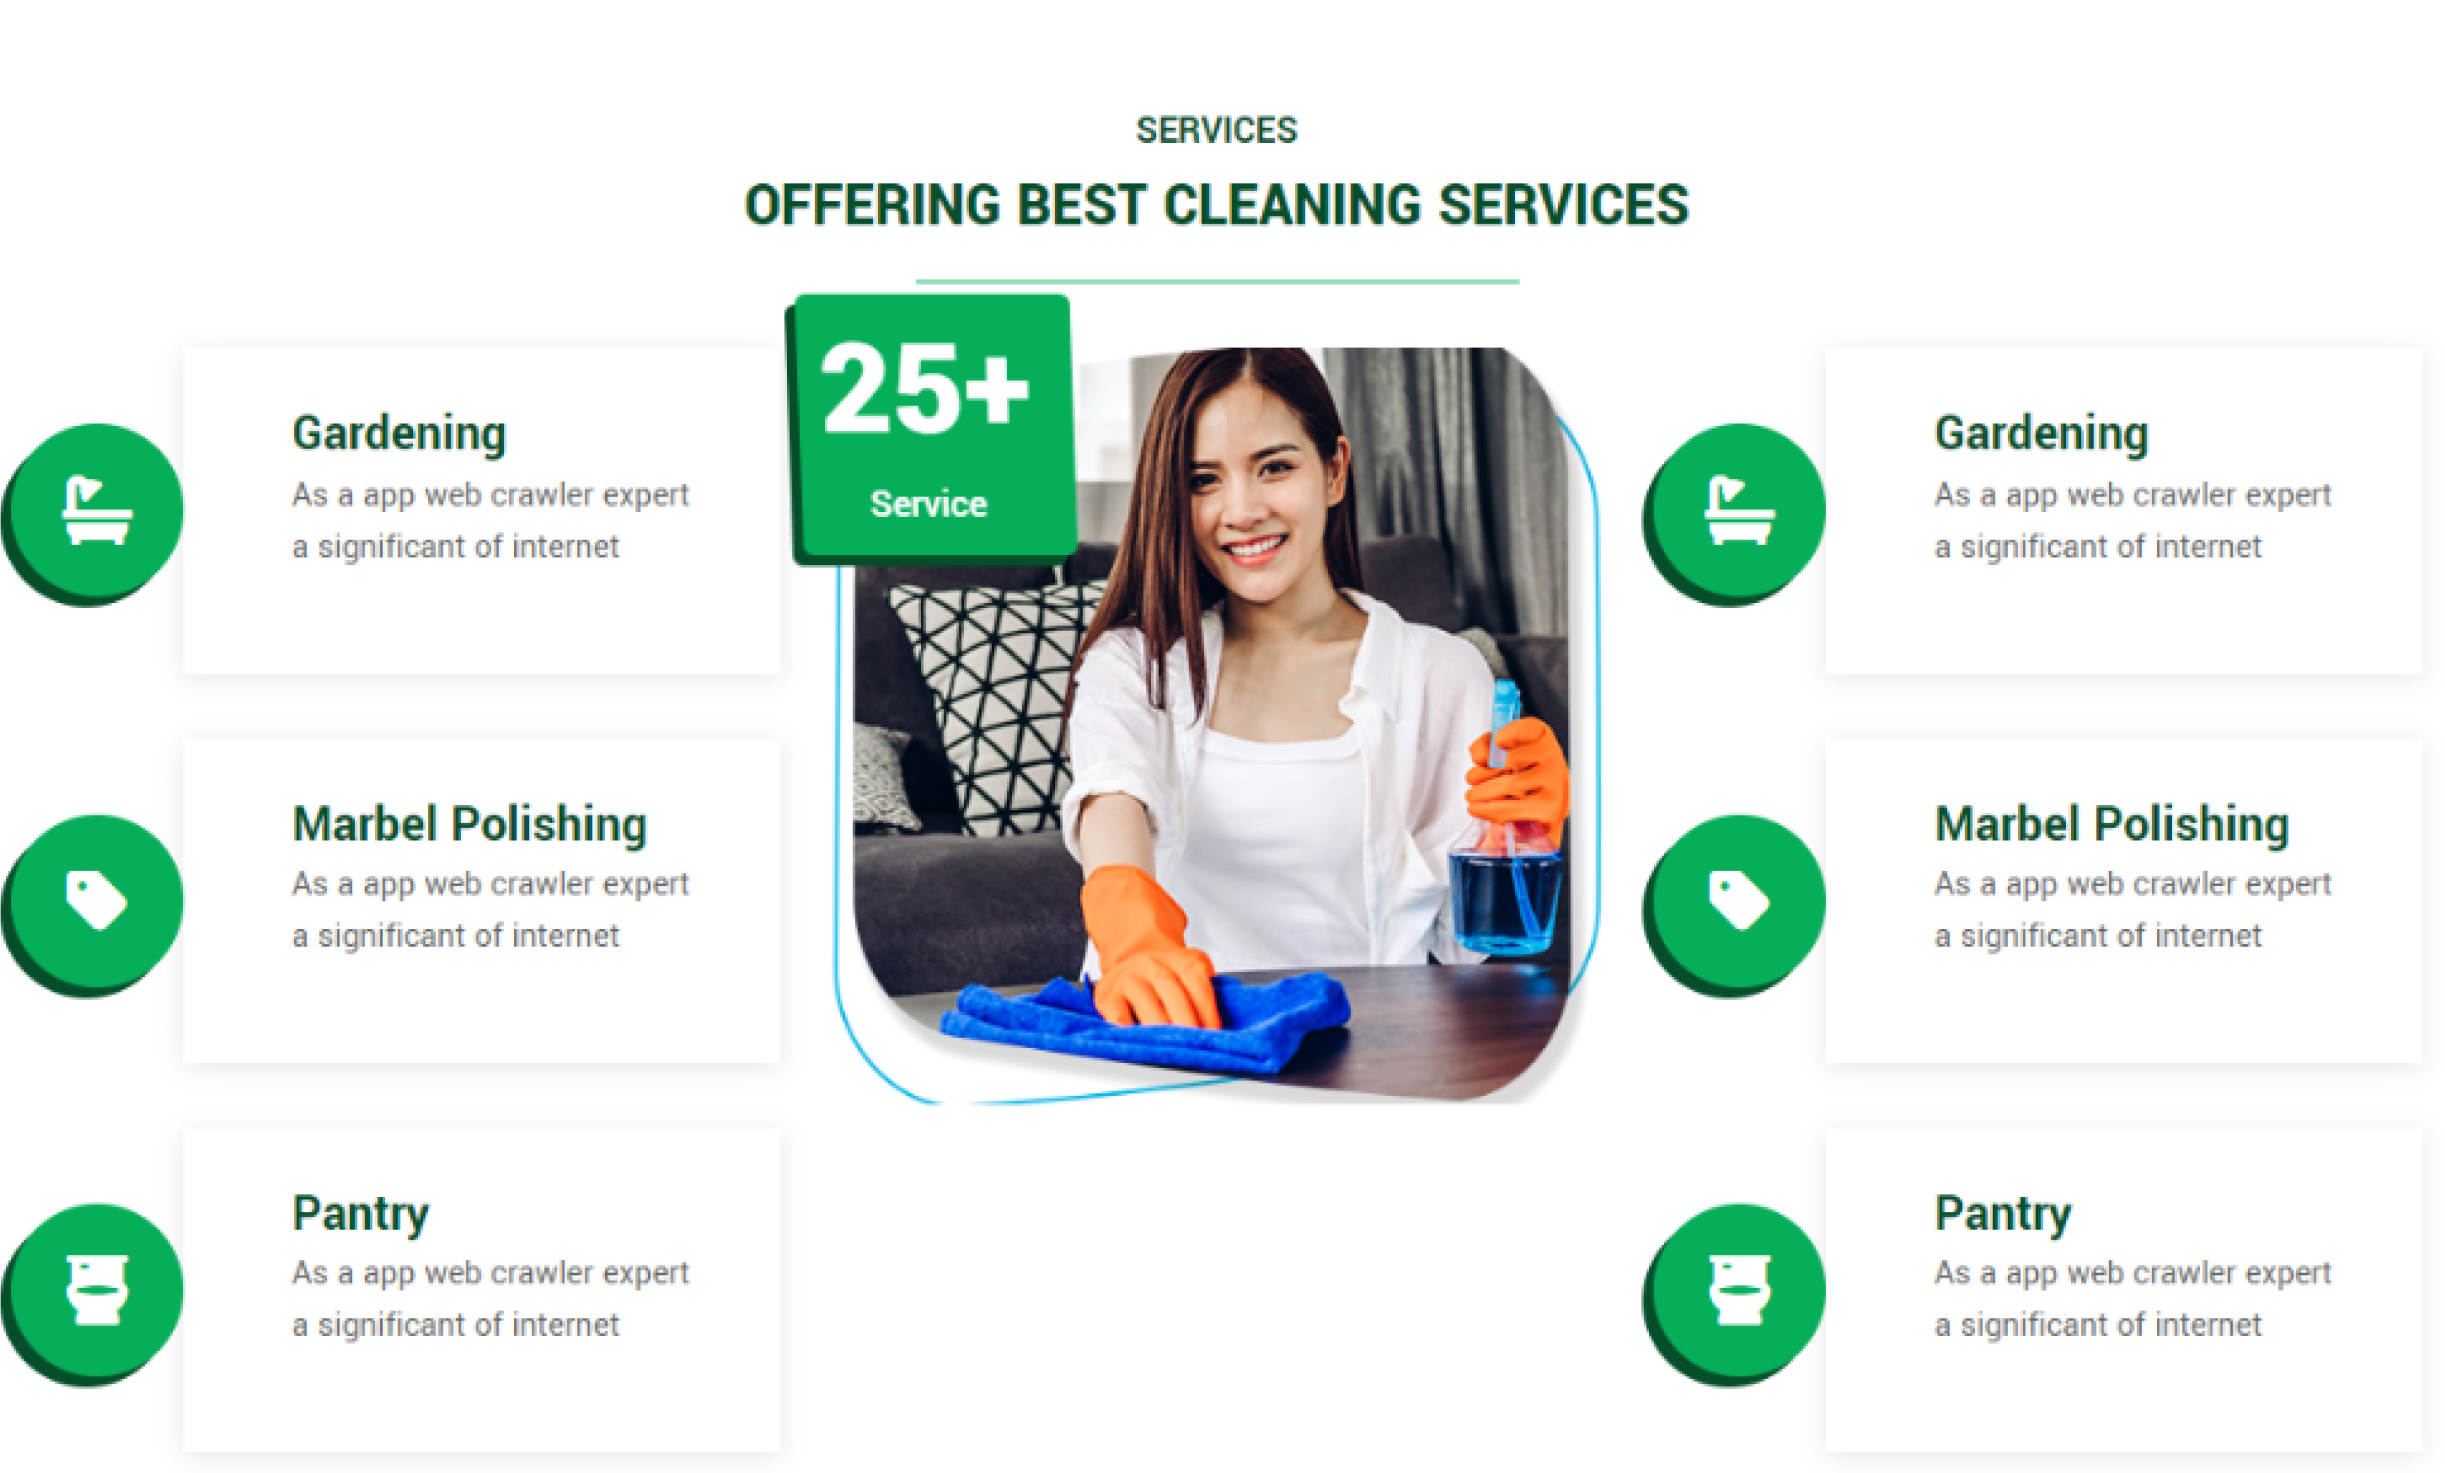 SERVICES
OFFERING BEST CLEANING SERVICES
25+
Service
Gardening
As a app web crawler expert
a significant of internet
Marbel Polishing
As a app web crawler expert
a significant of internet
Pantry
As a app web crawler expert
a significant of internet
Gardening
As a app web crawler expert
a significant of internet
Marbel Polishing
As a app web crawler expert
a significant of internet
Pantry
As a app web crawler expert
a significant of internet